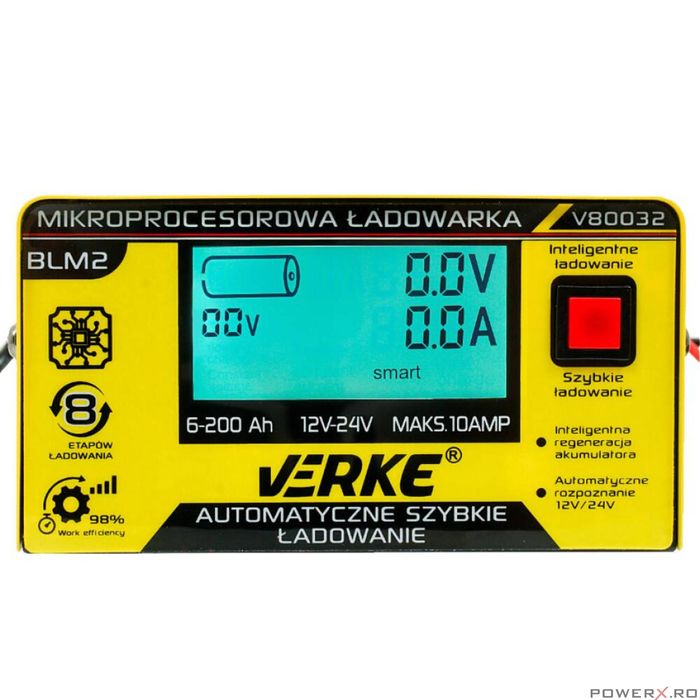 MIKROPROCESOROWA ŁADOWARKA
V80032
BLM2
0.0V
00V
0.0A
smart
Inteligentne
ładowanie
Szybkie
ładowanie
6-200 Ah 12V-24V MAKS.10AMP
8
ETAPÓW
ŁADOWANIA
98%
Work efficiency
VERKE®
AUTOMATYCZNE SZYBKIE
ŁADOWANIE
Inteligentna
regeneracja
akumulatora
Automatyczne
rozpoznanie
12V/24V
POWERX.RO